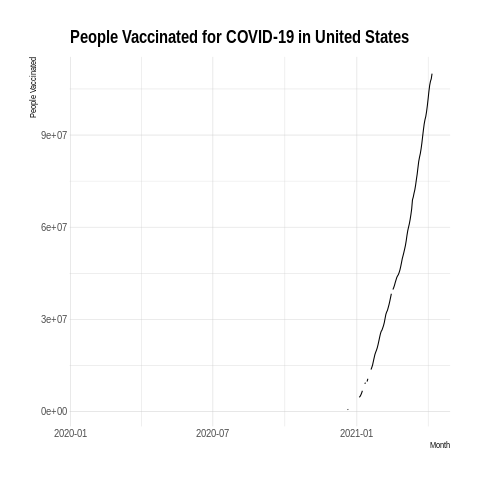 People Vaccinated for COVID-19 in United States
People Vaccinated
9e+07
6e+07
3e+07
0e+00
2020-01
2020-07
2021-01
Month